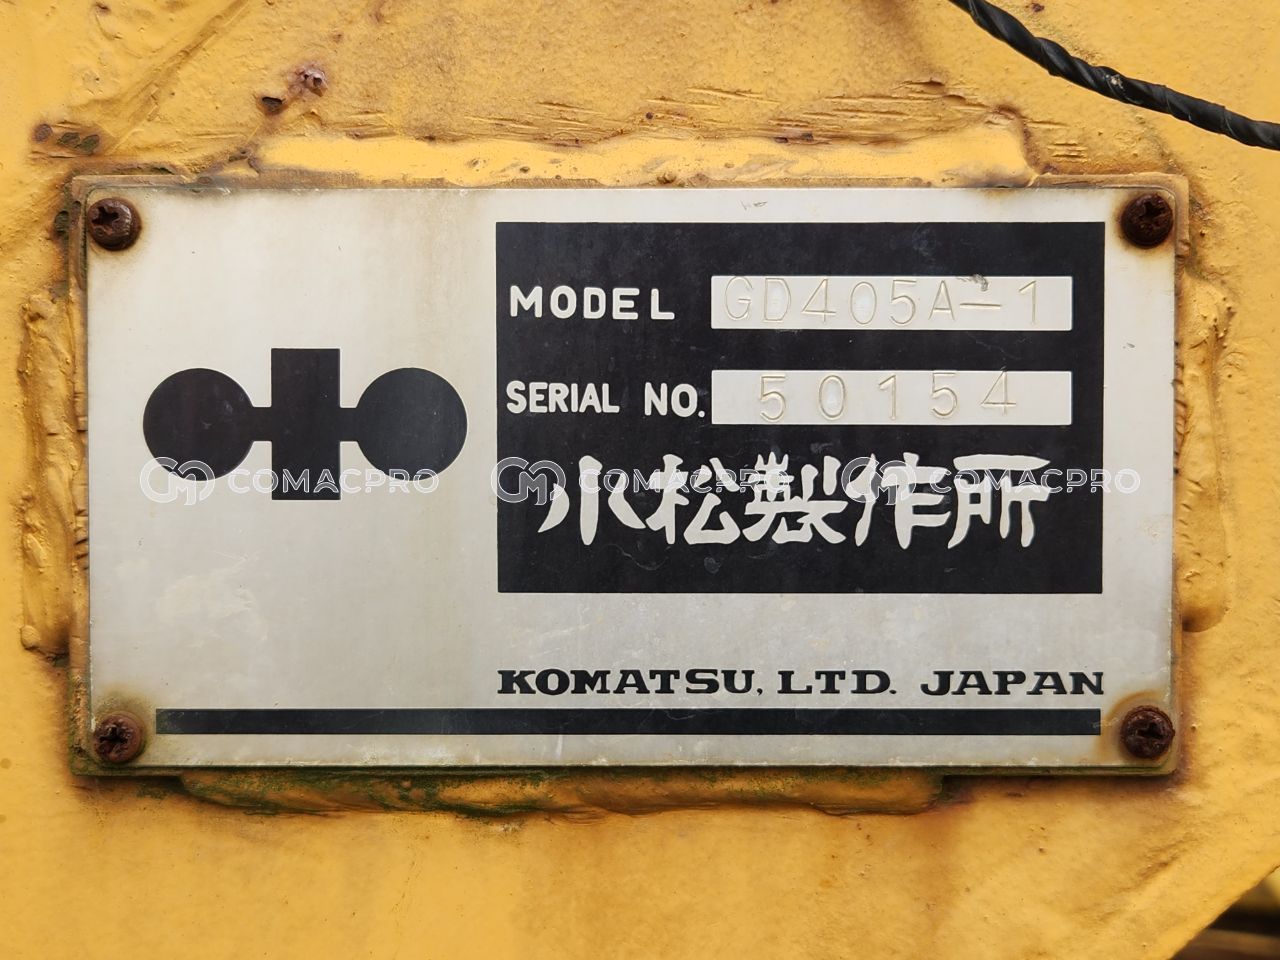 MODEL GD405A-1
SERIAL NO. 50154
小松製作所
COMACPRO COMACPRO COMACPRO
KOMATSU, LTD. JAPAN